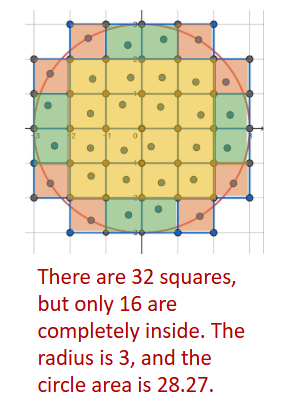 There are 32 squares,
but only 16 are
completely inside. The
radius is 3, and the
circle area is 28.27.